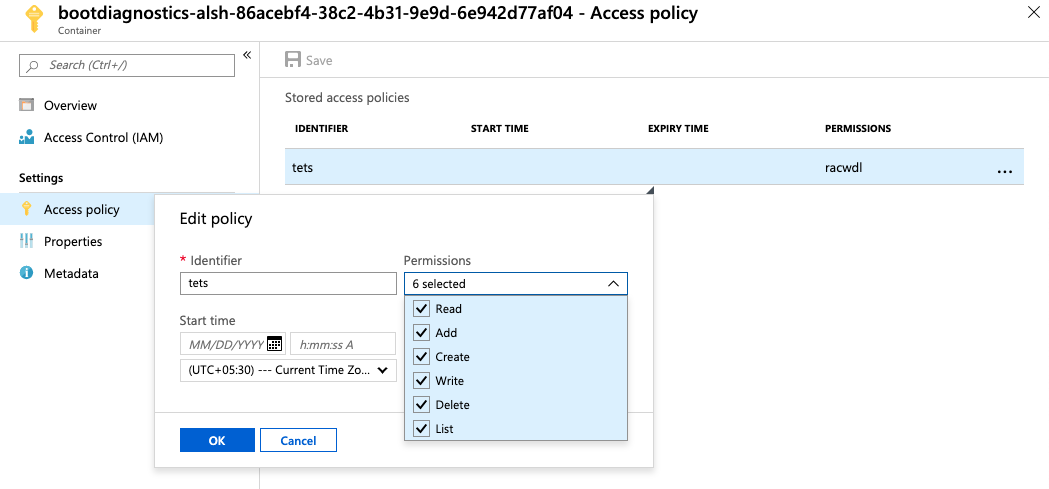 bootdiagnostics-alsh-86acebf4-38c2-4b31-9e9d-6e942d77af04 - Access policy
Container
Search (Ctrl+/)
Save
Overview
Access Control (IAM)
Settings
Access policy
Properties
Metadata
Stored access policies
IDENTIFIER START TIME EXPIRY TIME PERMISSIONS
tets racwdl
Edit policy
* Identifier
tets
Permissions
6 selected
Read
Add
Create
Write
Delete
List
Start time
MM/DD/YYYY h:mm:ss A
(UTC+05:30) --- Current Time Zo...
OK Cancel